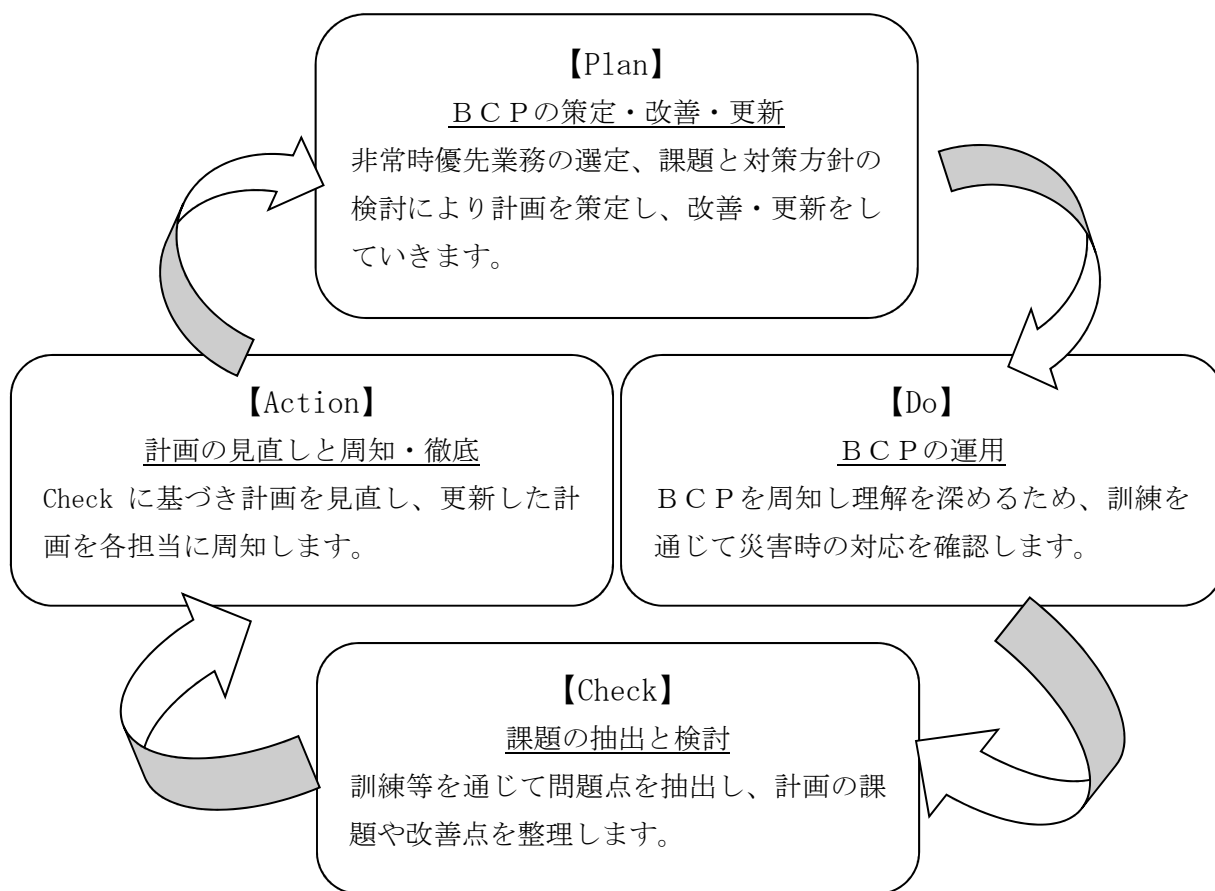 【Plan】
ＢＣＰの策定・改善・更新
非常時優先業務の選定、課題と対策方針の
検討により計画を策定し、改善・更新をし
ていきます。
【Action】
計画の見直しと周知・徹底
Check に基づき計画を見直し、更新した計
画を各担当に周知します。
【Do】
ＢＣＰの運用
ＢＣＰを周知し理解を深めるため、訓練を
通じて災害時の対応を確認します。
【Check】
課題の抽出と検討
訓練等を通じて問題点を抽出し、計画の課
題や改善点を整理します。